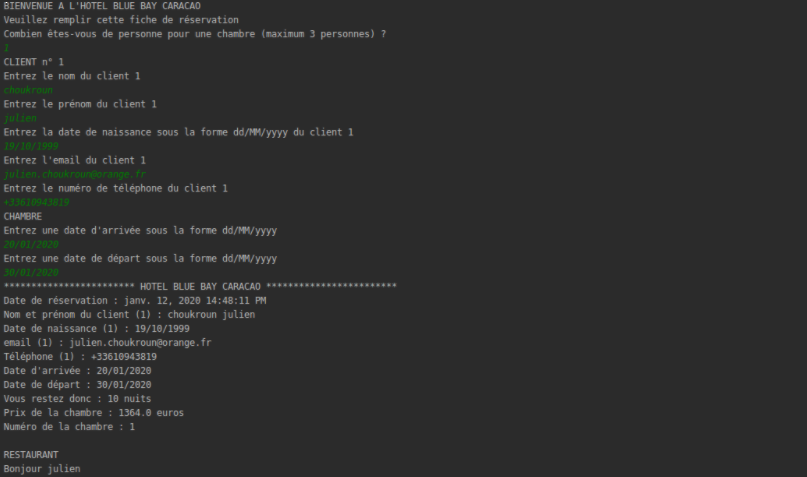 BIENVENUE A L'HOTEL BLUE BAY CARACAO
Veuillez remplir cette fiche de réservation
Combien êtes-vous de personne pour une chambre (maximum 3 personnes) ?
1
CLIENT n° 1
Entrez le nom du client 1
choukroun
Entrez le prénom du client 1
julien
Entrez la date de naissance sous la forme dd/MM/yyyy du client 1
19/10/1999
Entrez l'email du client 1
julien.choukroun@orange.fr
Entrez le numéro de téléphone du client 1
+33610943819
CHAMBRE
Entrez une date d'arrivée sous la forme dd/MM/yyyy
20/01/2020
Entrez une date de départ sous la forme dd/MM/yyyy
30/01/2020
************************ HOTEL BLUE BAY CARACAO ************************
Date de réservation : janv. 12, 2020 14:48:11 PM
Nom et prénom du client (1) : choukroun julien
Date de naissance (1) : 19/10/1999
email (1) : julien.choukroun@orange.fr
Téléphone (1) : +33610943819
Date d'arrivée : 20/01/2020
Date de départ : 30/01/2020
Vous restez donc : 10 nuits
Prix de la chambre : 1364.0 euros
Numéro de la chambre : 1
RESTAURANT
Bonjour julien